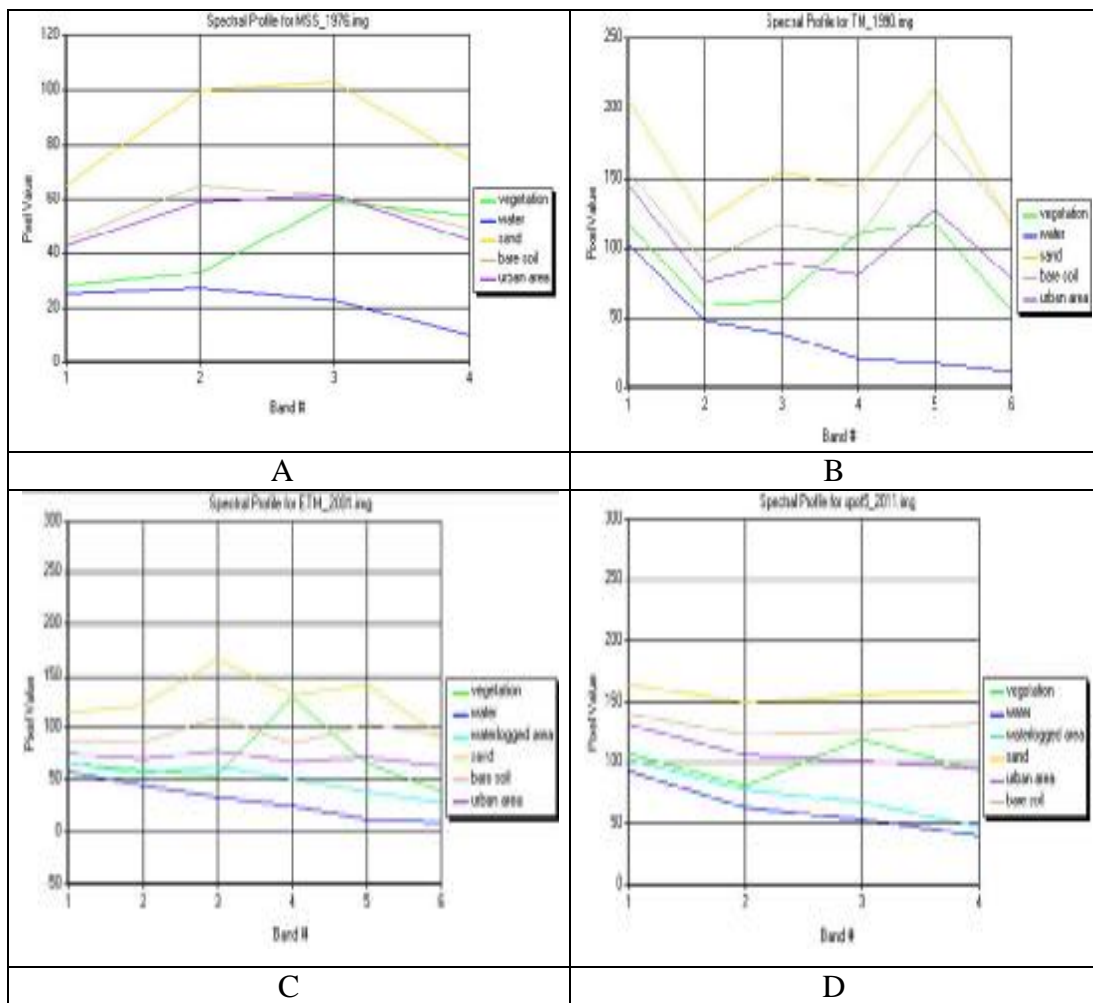 Spectral Profile for MSS_1976.img
120
100
80
60
40
20
0
Pixel Value
1 2 3 4
Band #
vegetation
water
sand
bare soil
urban area
A
Spectral Profile for TM_1990.img
250
200
150
100
50
0
Pixel Value
1 2 3 4 5 6
Band #
vegetation
water
sand
bare soil
urban area
B
Spectral Profile for ETM_2001.img
300
250
200
150
100
50
0
50
Pixel Value
1 2 3 4 5 6
Band #
vegetation
water
waterlogged area
sand
bare soil
urban area
C
Spectral Profile for spot5_2011.img
300
250
200
150
100
50
0
Pixel Value
1 2 3 4
Band #
vegetation
water
waterlogged area
sand
urban area
bare soil
D